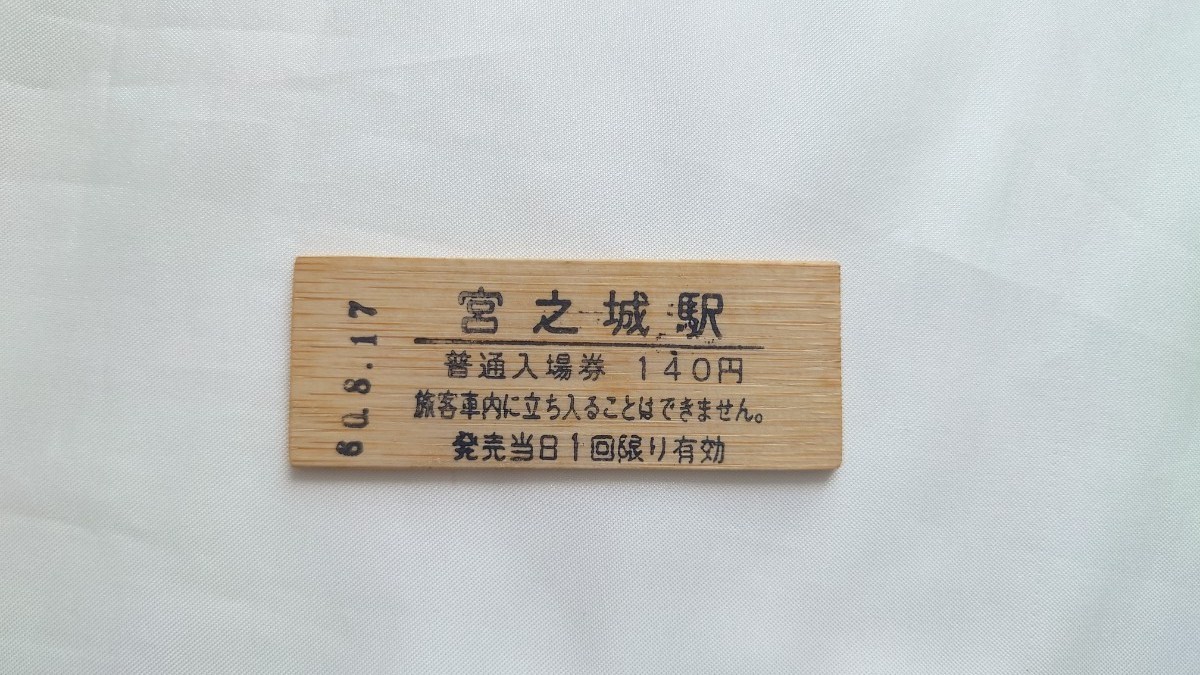 宮之城駅
普通入場券 140円
旅客車内に立ち入ることはできません。
発売当日1回限り有効
60.8.17